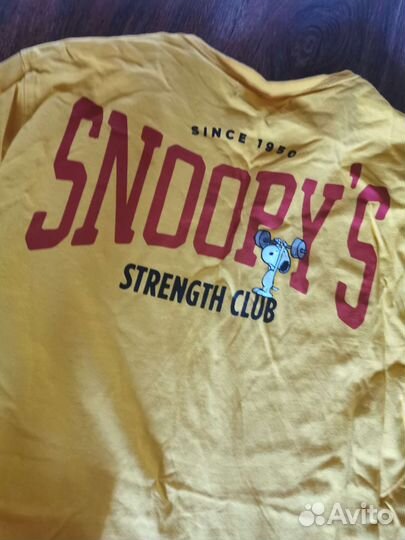 SINCE 1950
SNOOPY'S
STRENGTH CLUB
Avito